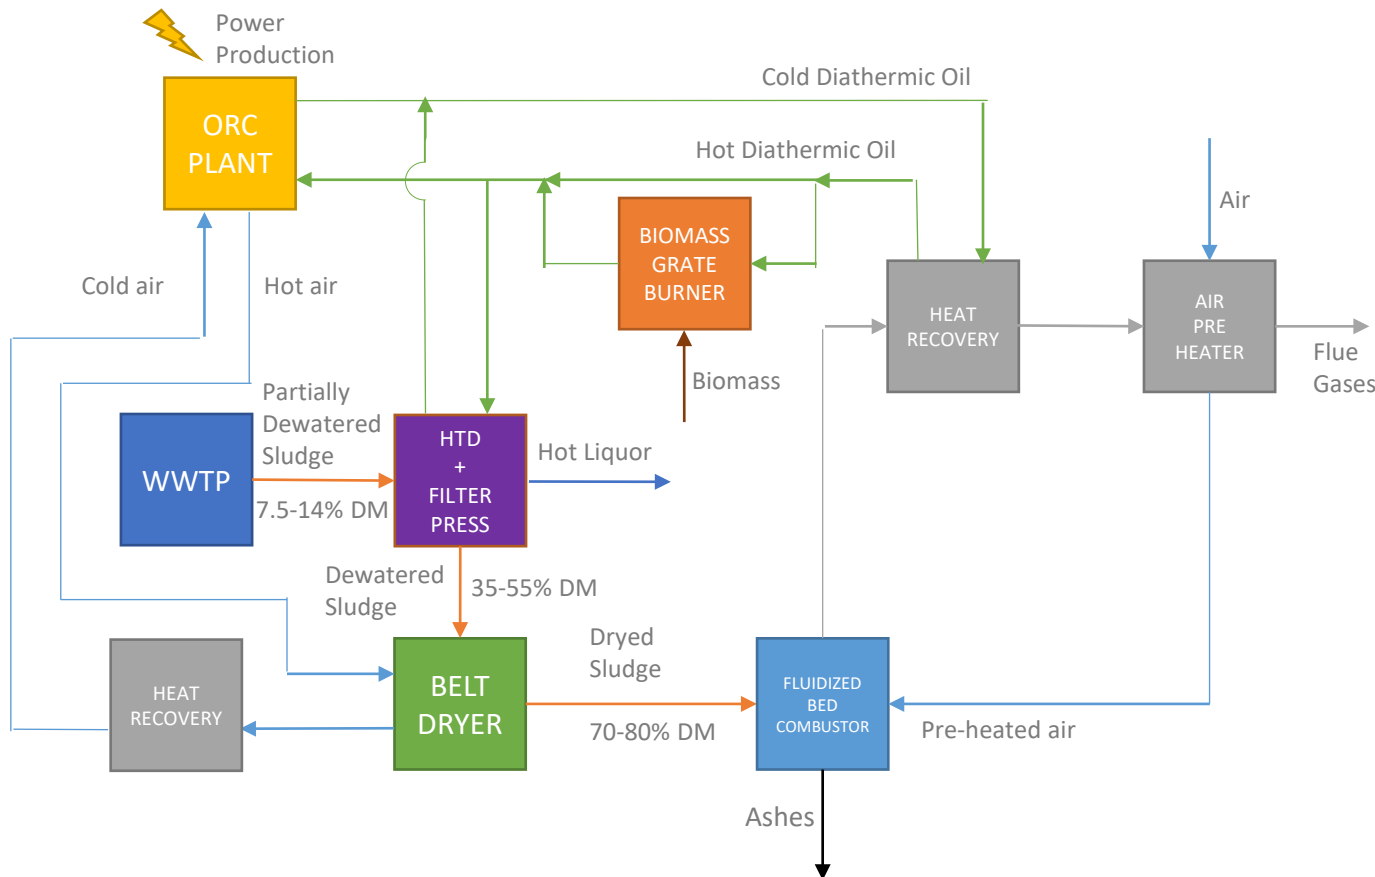 Power
Production
Cold Diathermic Oil
ORC
PLANT
Hot Diathermic Oil
Air
BIOMASS
GRATE
BURNER
Cold air
Hot air
HEAT
RECOVERY
AIR
PRE
HEATER
Flue
Gases
Biomass
Partially
Dewatered
Sludge
WWTP
7.5-14% DM
HTD
+
FILTER
PRESS
Hot Liquor
Dewatered
Sludge
35-55% DM
Dryed
Sludge
HEAT
RECOVERY
BELT
DRYER
70-80% DM
FLUIDIZED
BED
COMBUSTOR
Pre-heated air
Ashes